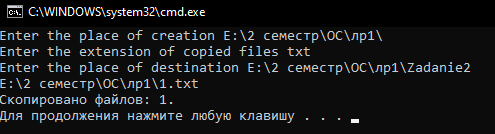 C:\WINDOWS\system32\cmd.exe
Enter the place of creation E:\2 семестр\ОС\лр1\
Enter the extension of copied files txt
Enter the place of destination E:\2 семестр\ОС\лр1\Zadanie2
E:\2 семестр\ОС\лр1\1.txt
Скопировано файлов: 1.
Для продолжения нажмите любую клавишу . . .